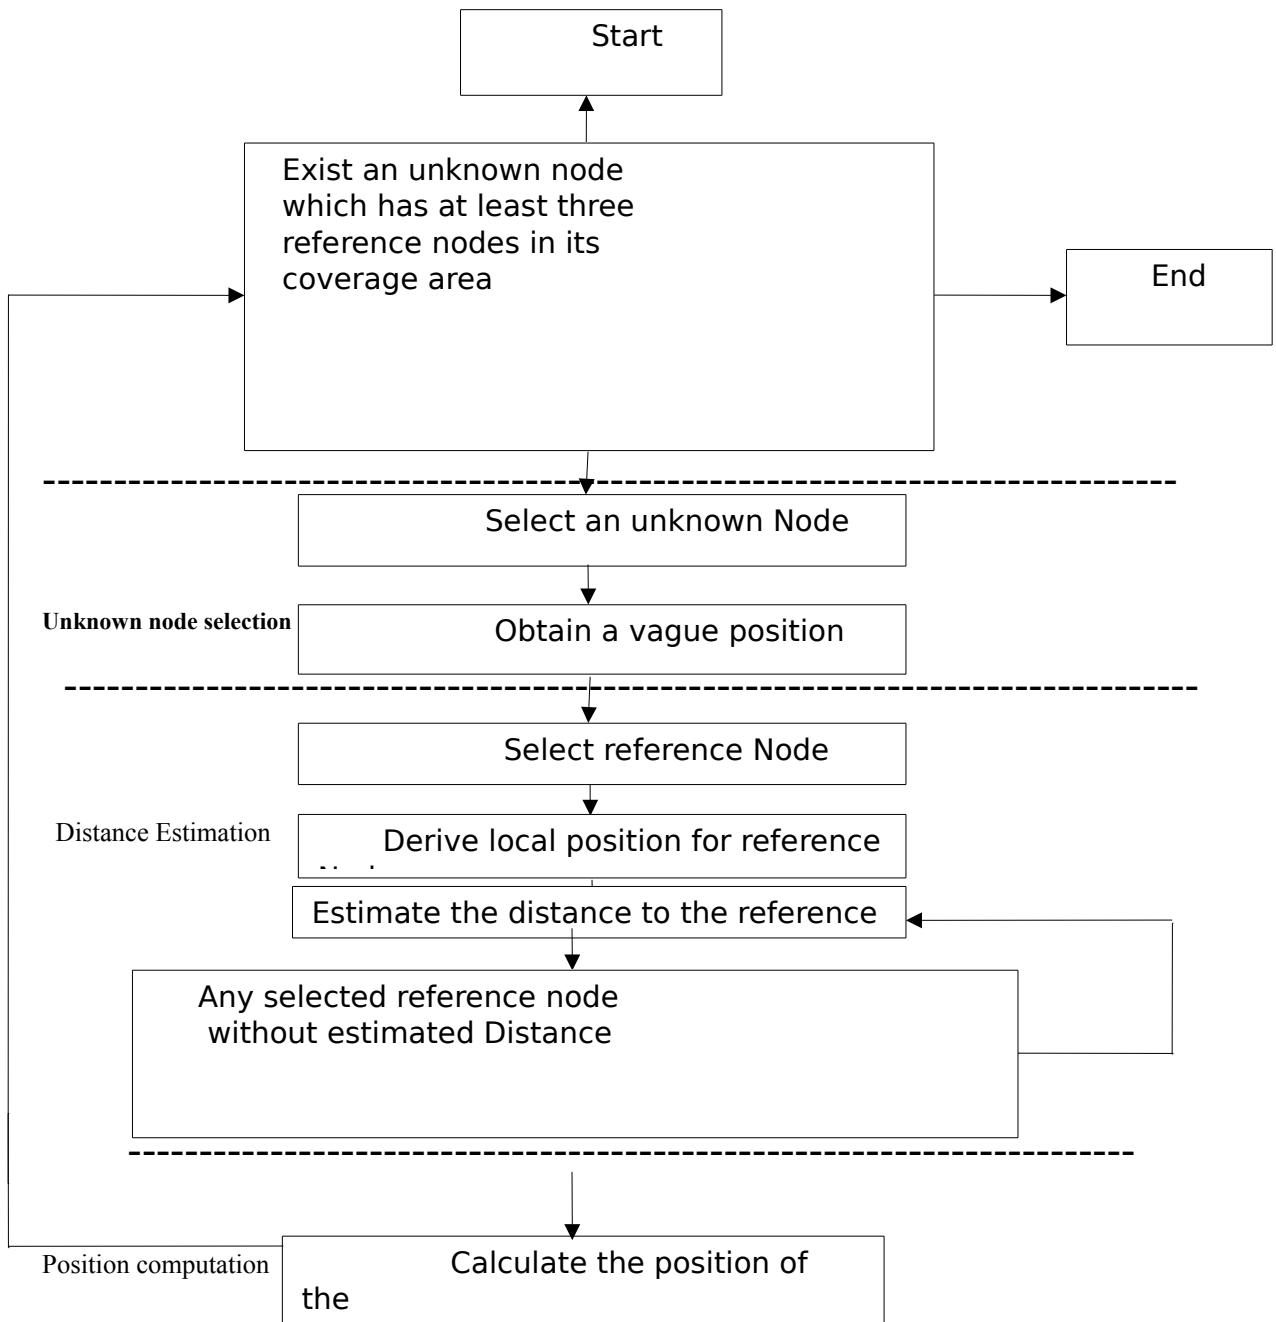 Start
Exist an unknown node
which has at least three
reference nodes in its
coverage area
End
Select an unknown Node
Unknown node selection
Obtain a vague position
Select reference Node
Distance Estimation
Derive local position for reference
Estimate the distance to the reference
Any selected reference node
without estimated Distance
Position computation
Calculate the position of
the